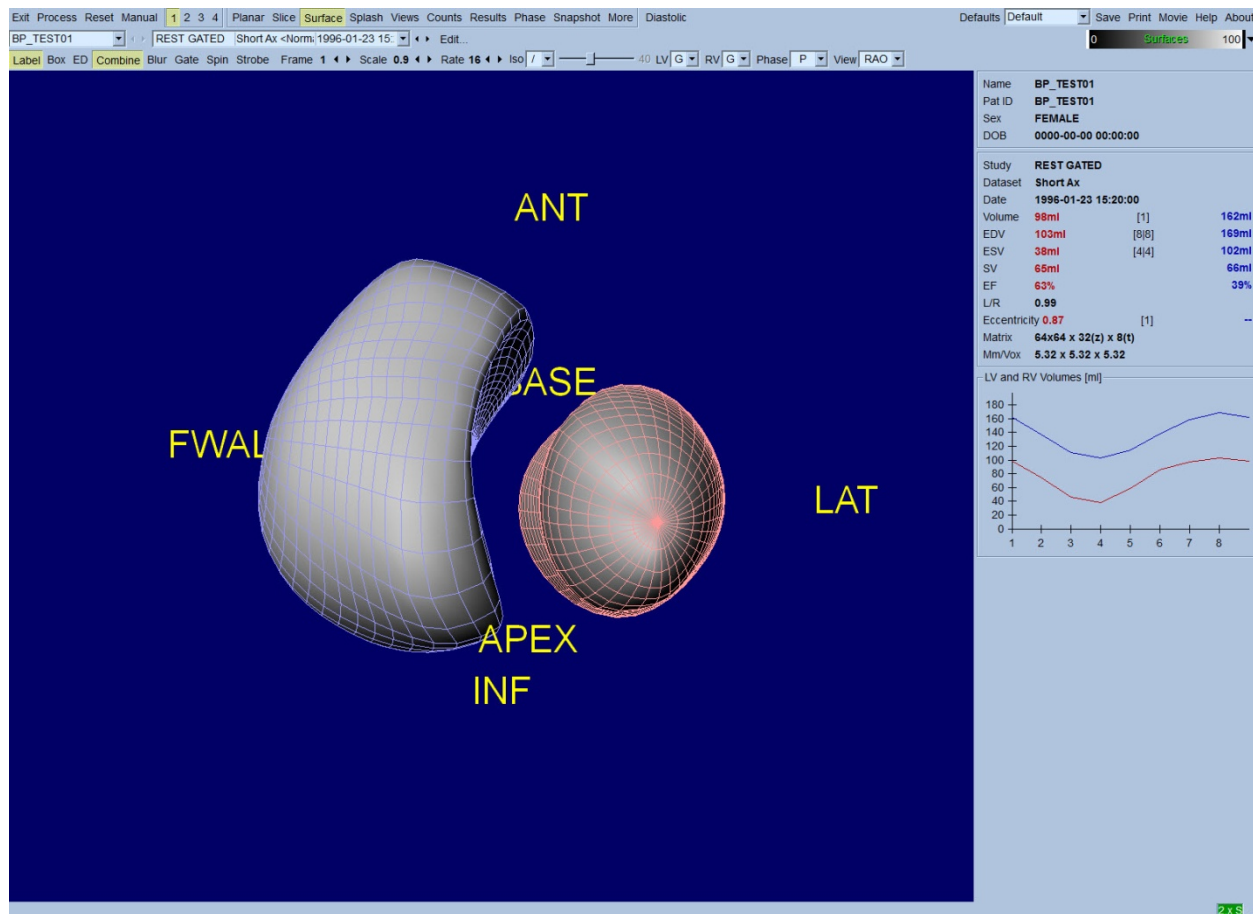 Exit Process Reset Manual 1 2 3 4 Planar Slice Surface Splash Views Counts Results Phase Snapshot More Diastolic Defaults Default Save Print Movie Help About
BP_TEST01 REST GATED Short Ax <Norm: 1996-01-23 15: Edit... 0 Surfaces 100
Label Box ED Combine Blur Gate Spin Strobe Frame 1 Scale 0.9 Rate 16 Iso / 40 LV G RV G Phase P View RAO
ANT
BASE
FWAL
LAT
APEX
INF
Name BP_TEST01
Pat ID BP_TEST01
Sex FEMALE
DOB 0000-00-00 00:00:00
Study REST GATED
Dataset Short Ax
Date 1996-01-23 15:20:00
Volume 98ml [1] 162ml
EDV 103ml [8|8] 169ml
ESV 38ml [4|4] 102ml
SV 65ml 66ml
EF 63% 39%
L/R 0.99
Eccentricity 0.87 [1] --
Matrix 64x64 x 32(z) x 8(t)
Mm/Vox 5.32 x 5.32 x 5.32
LV and RV Volumes [ml]
180
160
140
120
100
80
60
40
20
0
1 2 3 4 5 6 7 8
2 x S